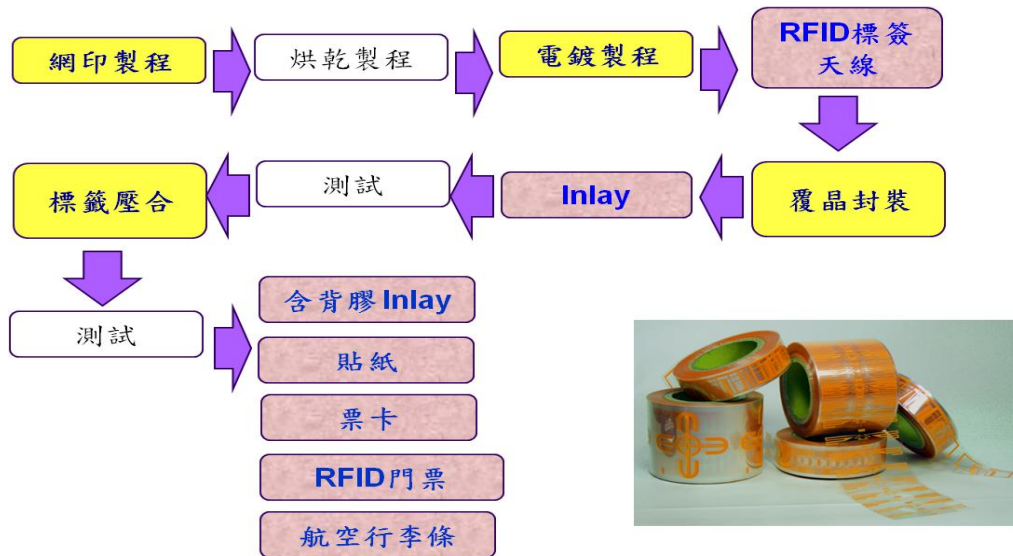 網印製程
烘乾製程
電鍍製程
RFID標簽
天線
覆晶封裝
Inlay
測試
標籤壓合
測試
含背膠Inlay
貼紙
票卡
RFID門票
航空行李條